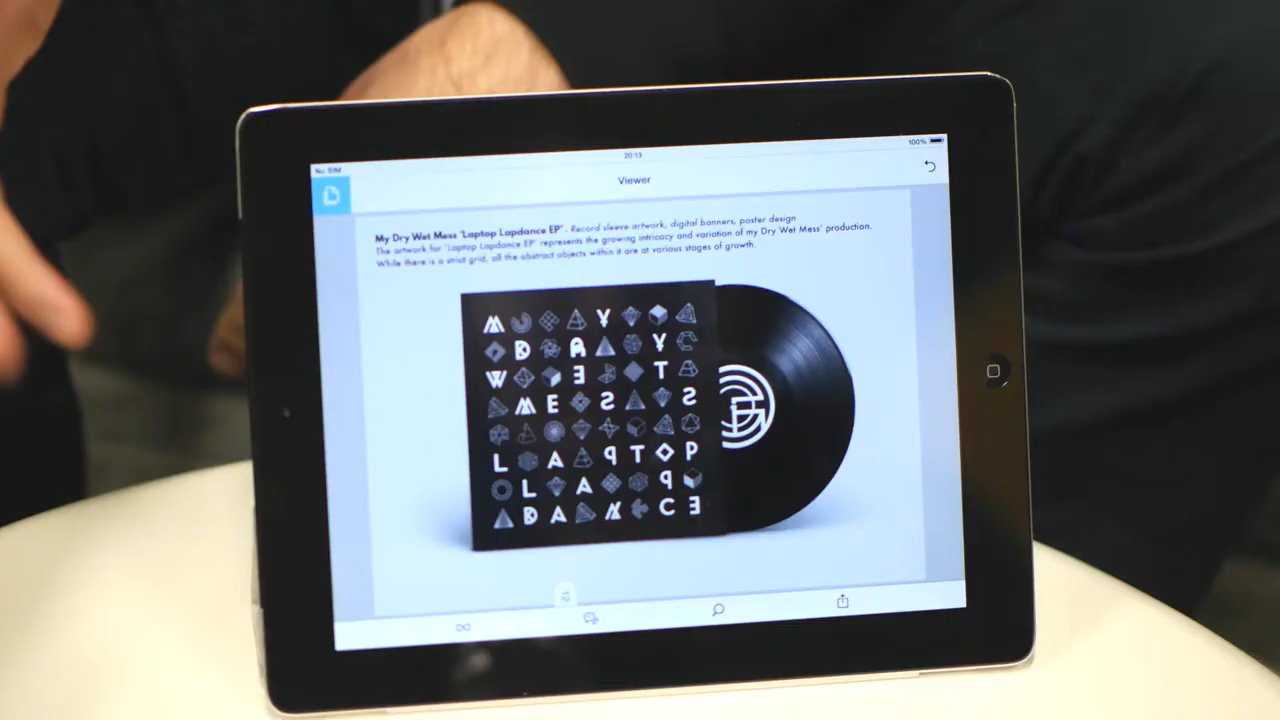 No SIM
20:13
100%
Viewer
My Dry Wet Mess 'Laptop Lapdance EP' - Record sleeve artwork, digital banners, poster design
The artwork for 'Laptop Lapdance EP' represents the growing intricacy and variation of my Dry Wet Mess' production.
While there is a strict grid, all the abstract objects within it are at various stages of growth.
M Y
D R Y
W E T
M E S S
L A P T O P
L A P
D A N C E
12